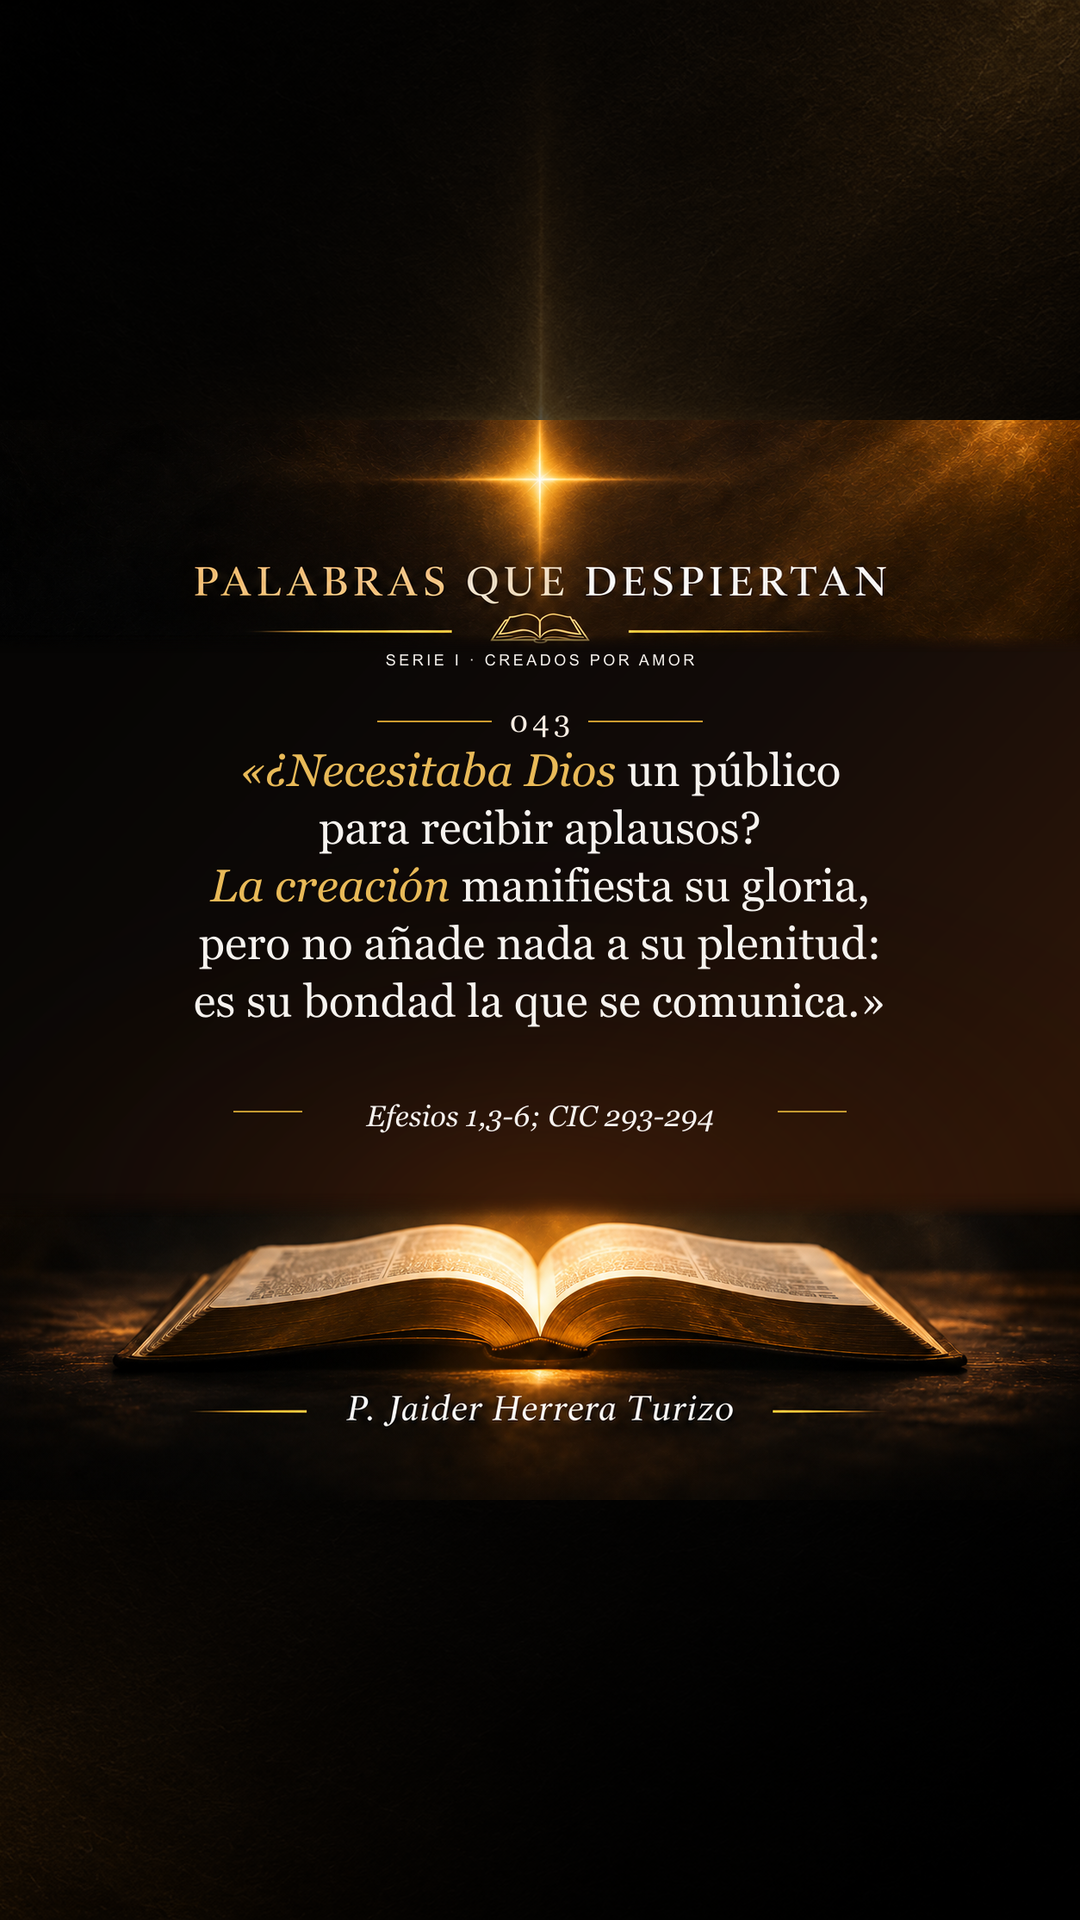 PALABRAS QUE DESPIERTAN
SERIE I · CREADOS POR AMOR
043
«¿Necesitaba Dios un público
para recibir aplausos?
La creación manifiesta su gloria,
pero no añade nada a su plenitud:
es su bondad la que se comunica.»
Efesios 1,3-6; CIC 293-294
P. Jaider Herrera Turizo